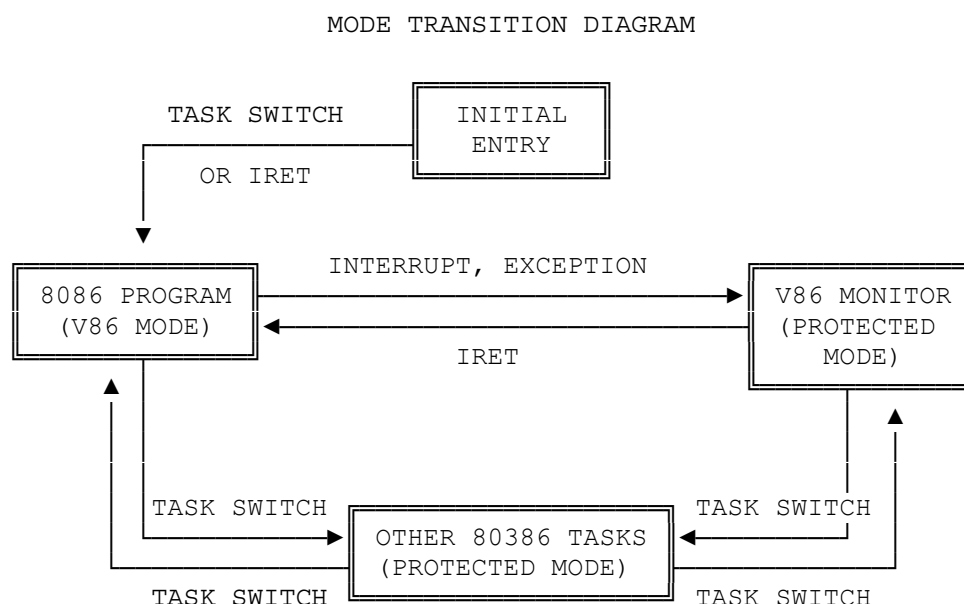 MODE TRANSITION DIAGRAM
TASK SWITCH
OR IRET
INITIAL
ENTRY
8086 PROGRAM
(V86 MODE)
INTERRUPT, EXCEPTION
IRET
V86 MONITOR
(PROTECTED
MODE)
TASK SWITCH
TASK SWITCH
OTHER 80386 TASKS
(PROTECTED MODE)
TASK SWITCH
TASK SWITCH